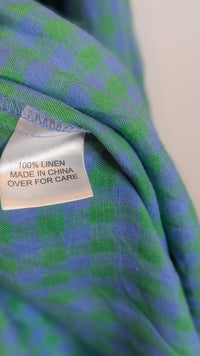 100% LINEN
MADE IN CHINA
OVER FOR CARE